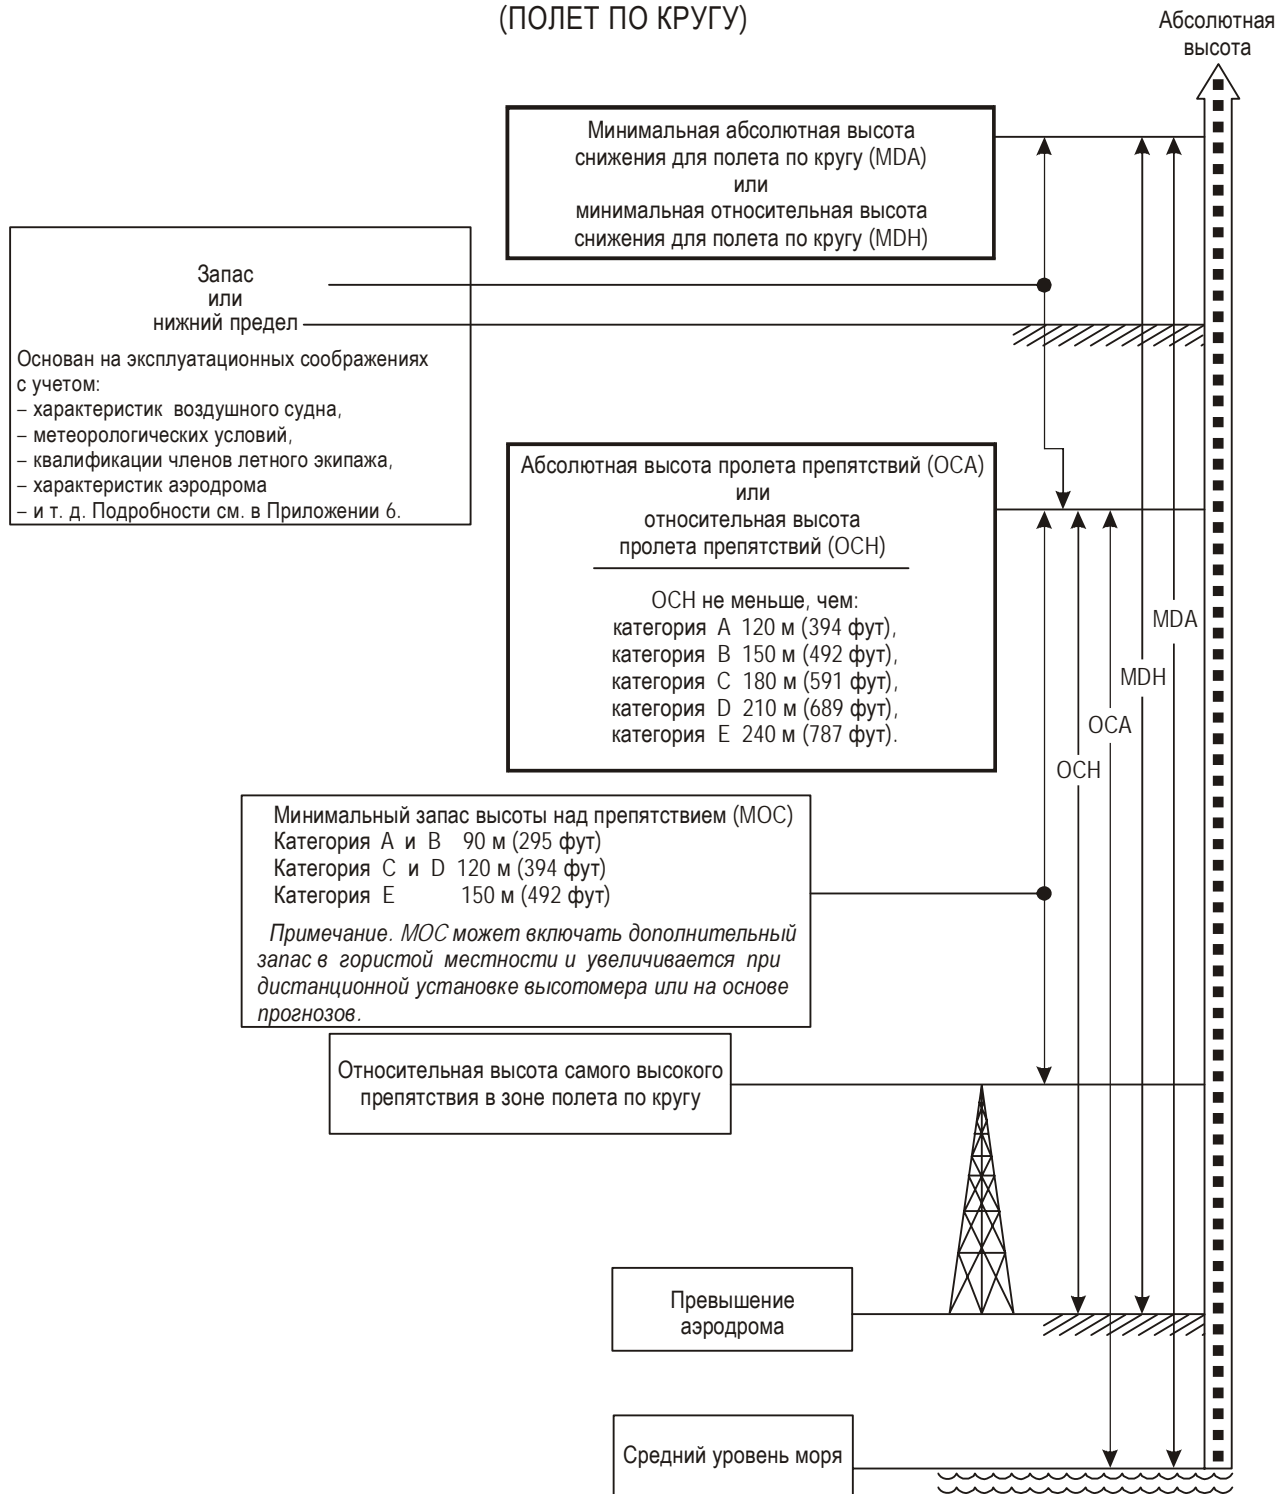 (ПОЛЕТ ПО КРУГУ)
Абсолютная
высота
Минимальная абсолютная высота
снижения для полета по кругу (MDA)
или
минимальная относительная высота
снижения для полета по кругу (MDH)
Запас
или
нижний предел
Основан на эксплуатационных соображениях
с учетом:
– характеристик воздушного судна,
– метеорологических условий,
– квалификации членов летного экипажа,
– характеристик аэродрома
– и т. д. Подробности см. в Приложении 6.
Абсолютная высота пролета препятствий (OCA)
или
относительная высота
пролета препятствий (OCH)
OCH не меньше, чем:
категория A 120 м (394 фут),
категория B 150 м (492 фут),
категория C 180 м (591 фут),
категория D 210 м (689 фут),
категория E 240 м (787 фут).
MDA
MDH
OCA
OCH
Минимальный запас высоты над препятствием (MOC)
Категория A и B 90 м (295 фут)
Категория C и D 120 м (394 фут)
Категория E 150 м (492 фут)
Примечание. MOC может включать дополнительный
запас в гористой местности и увеличивается при
дистанционной установке высотомера или на основе
прогнозов.
Относительная высота самого высокого
препятствия в зоне полета по кругу
Превышение
аэродрома
Средний уровень моря